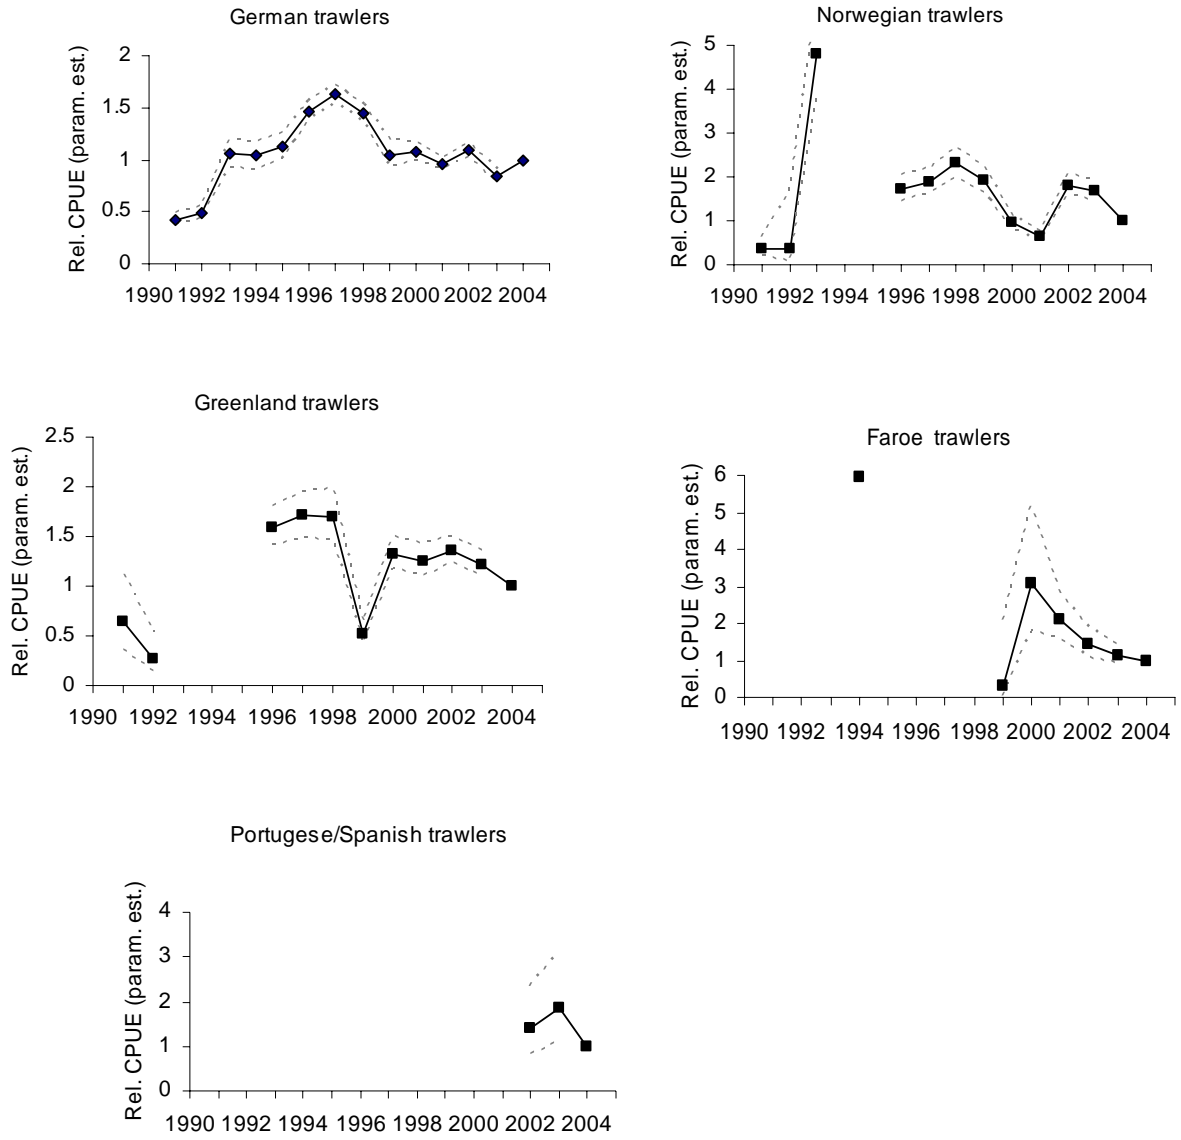 German trawlers
Rel. CPUE (param. est.)
2
1.5
1
0.5
0
1990 1992 1994 1996 1998 2000 2002 2004
Norwegian trawlers
Rel. CPUE (param. est.)
5
4
3
2
1
0
1990 1992 1994 1996 1998 2000 2002 2004
Greenland trawlers
Rel. CPUE (param. est.)
2.5
2
1.5
1
0.5
0
1990 1992 1994 1996 1998 2000 2002 2004
Faroe trawlers
Rel. CPUE (param. est.)
6
5
4
3
2
1
0
1990 1992 1994 1996 1998 2000 2002 2004
Portugese/Spanish trawlers
Rel. CPUE (param. est.)
4
3
2
1
0
1990 1992 1994 1996 1998 2000 2002 2004